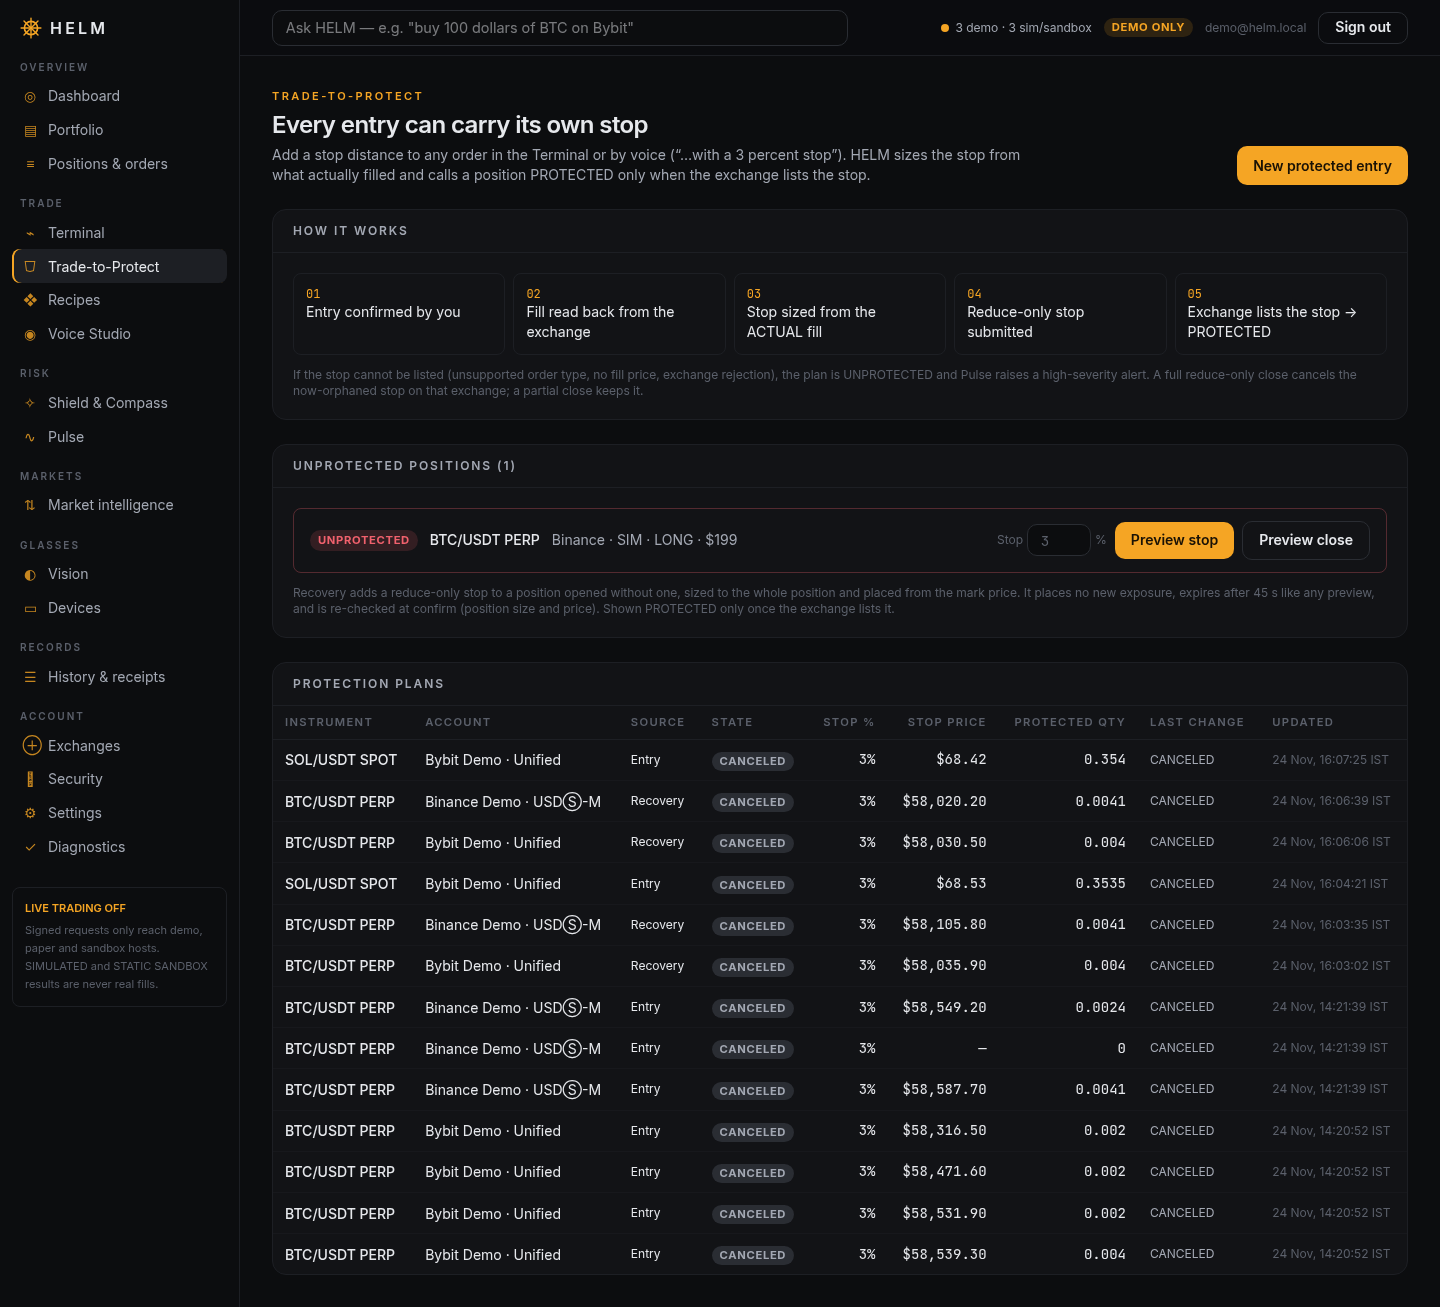 HELM
Ask HELM — e.g. "buy 100 dollars of BTC on Bybit"
3 demo · 3 sim/sandbox
DEMO ONLY
demo@helm.local
Sign out
OVERVIEW
Dashboard
Portfolio
Positions & orders
TRADE
Terminal
Trade-to-Protect
Recipes
Voice Studio
RISK
Shield & Compass
Pulse
MARKETS
Market intelligence
GLASSES
Vision
Devices
RECORDS
History & receipts
ACCOUNT
Exchanges
Security
Settings
Diagnostics
LIVE TRADING OFF
Signed requests only reach demo,
paper and sandbox hosts.
SIMULATED and STATIC SANDBOX
results are never real fills.
TRADE-TO-PROTECT
Every entry can carry its own stop
Add a stop distance to any order in the Terminal or by voice (“…with a 3 percent stop”). HELM sizes the stop from
what actually filled and calls a position PROTECTED only when the exchange lists the stop.
New protected entry
HOW IT WORKS
01
Entry confirmed by you
02
Fill read back from the
exchange
03
Stop sized from the
ACTUAL fill
04
Reduce-only stop
submitted
05
Exchange lists the stop →
PROTECTED
If the stop cannot be listed (unsupported order type, no fill price, exchange rejection), the plan is UNPROTECTED and Pulse raises a high-severity alert. A full reduce-only close cancels the
now-orphaned stop on that exchange; a partial close keeps it.
UNPROTECTED POSITIONS (1)
UNPROTECTED BTC/USDT PERP Binance · SIM · LONG · $199 Stop 3 % Preview stop Preview close
Recovery adds a reduce-only stop to a position opened without one, sized to the whole position and placed from the mark price. It places no new exposure, expires after 45 s like any preview,
and is re-checked at confirm (position size and price). Shown PROTECTED only once the exchange lists it.
PROTECTION PLANS
INSTRUMENT ACCOUNT SOURCE STATE STOP % STOP PRICE PROTECTED QTY LAST CHANGE UPDATED
SOL/USDT SPOT Bybit Demo · Unified Entry CANCELED 3% $68.42 0.354 CANCELED 24 Nov, 16:07:25 IST
BTC/USDT PERP Binance Demo · USDⓈ-M Recovery CANCELED 3% $58,020.20 0.0041 CANCELED 24 Nov, 16:06:39 IST
BTC/USDT PERP Bybit Demo · Unified Recovery CANCELED 3% $58,030.50 0.004 CANCELED 24 Nov, 16:06:06 IST
SOL/USDT SPOT Bybit Demo · Unified Entry CANCELED 3% $68.53 0.3535 CANCELED 24 Nov, 16:04:21 IST
BTC/USDT PERP Binance Demo · USDⓈ-M Recovery CANCELED 3% $58,105.80 0.0041 CANCELED 24 Nov, 16:03:35 IST
BTC/USDT PERP Bybit Demo · Unified Recovery CANCELED 3% $58,035.90 0.004 CANCELED 24 Nov, 16:03:02 IST
BTC/USDT PERP Binance Demo · USDⓈ-M Entry CANCELED 3% $58,549.20 0.0024 CANCELED 24 Nov, 14:21:39 IST
BTC/USDT PERP Binance Demo · USDⓈ-M Entry CANCELED 3% — 0 CANCELED 24 Nov, 14:21:39 IST
BTC/USDT PERP Binance Demo · USDⓈ-M Entry CANCELED 3% $58,587.70 0.0041 CANCELED 24 Nov, 14:21:39 IST
BTC/USDT PERP Bybit Demo · Unified Entry CANCELED 3% $58,316.50 0.002 CANCELED 24 Nov, 14:20:52 IST
BTC/USDT PERP Bybit Demo · Unified Entry CANCELED 3% $58,471.60 0.002 CANCELED 24 Nov, 14:20:52 IST
BTC/USDT PERP Bybit Demo · Unified Entry CANCELED 3% $58,531.90 0.002 CANCELED 24 Nov, 14:20:52 IST
BTC/USDT PERP Bybit Demo · Unified Entry CANCELED 3% $58,539.30 0.004 CANCELED 24 Nov, 14:20:52 IST